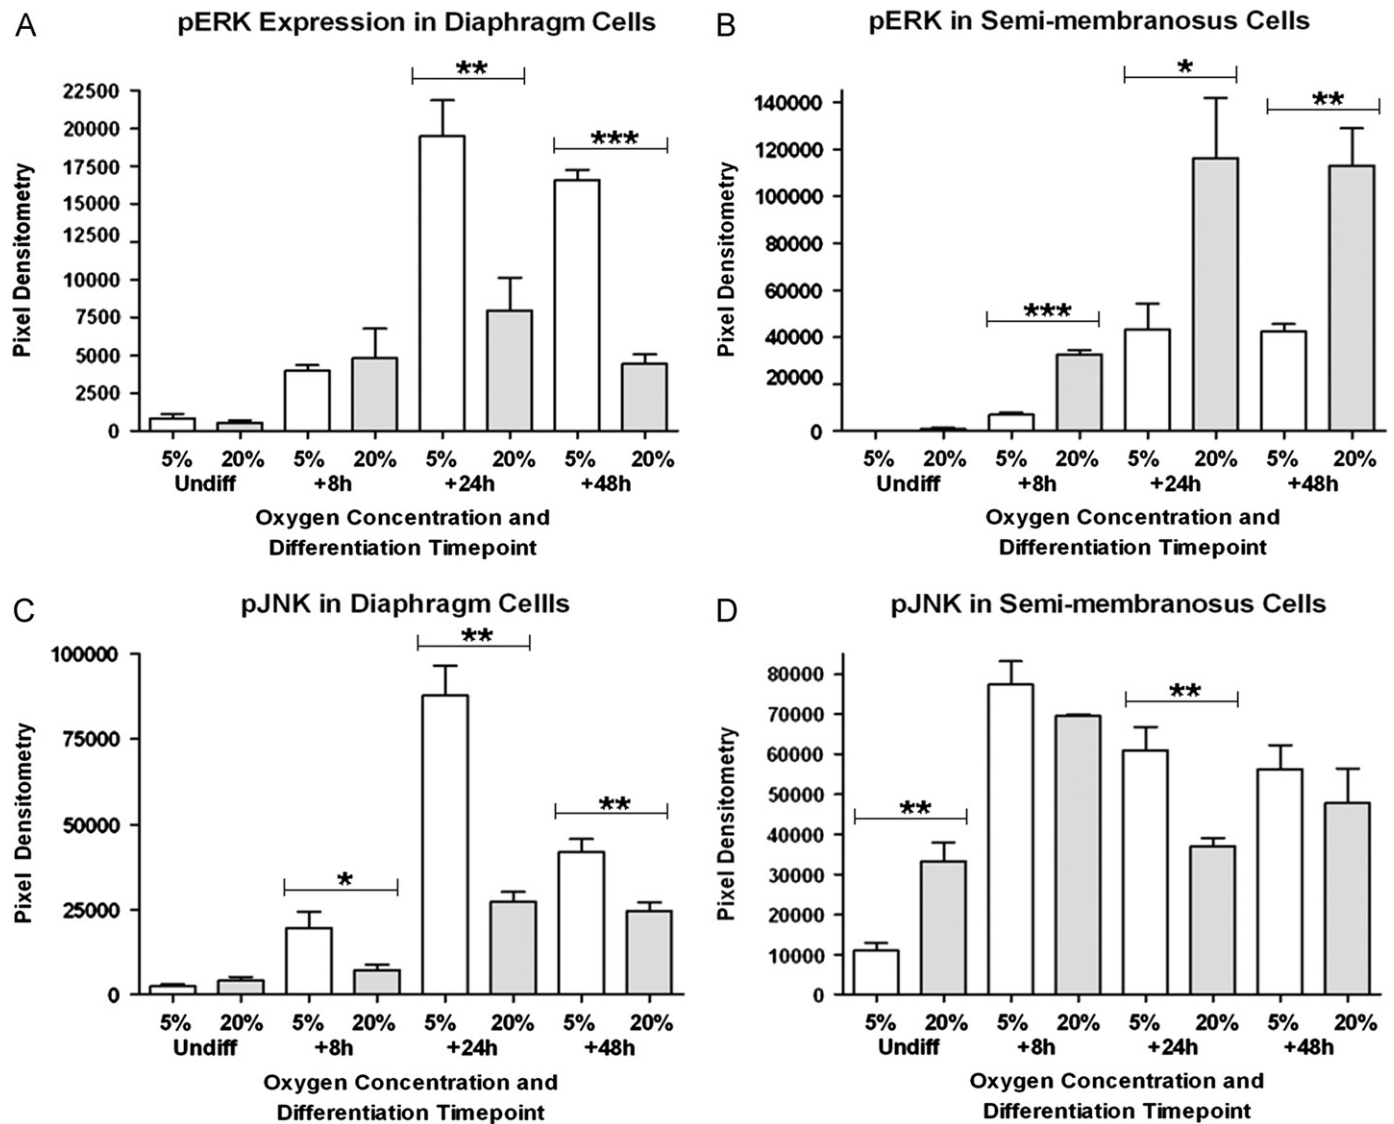 A
pERK Expression in Diaphragm Cells
**
***
22500
20000
17500
15000
12500
10000
7500
5000
2500
0
Pixel Densitometry
5% 20% 5% 20% 5% 20% 5% 20%
Undiff +8h +24h +48h
Oxygen Concentration and
Differentiation Timepoint
B
pERK in Semi-membranosus Cells
*
**
***
140000
120000
100000
80000
60000
40000
20000
0
Pixel Densitometry
5% 20% 5% 20% 5% 20% 5% 20%
Undiff +8h +24h +48h
Oxygen Concentration and
Differentiation Timepoint
C
pJNK in Diaphragm Cellls
**
**
*
100000
75000
50000
25000
0
Pixel Densitometry
5% 20% 5% 20% 5% 20% 5% 20%
Undiff +8h +24h +48h
Oxygen Concentration and
Differentiation Timepoint
D
pJNK in Semi-membranosus Cells
**
**
80000
70000
60000
50000
40000
30000
20000
10000
0
Pixel Densitometry
5% 20% 5% 20% 5% 20% 5% 20%
Undiff +8h +24h +48h
Oxygen Concentration and
Differentiation Timepoint